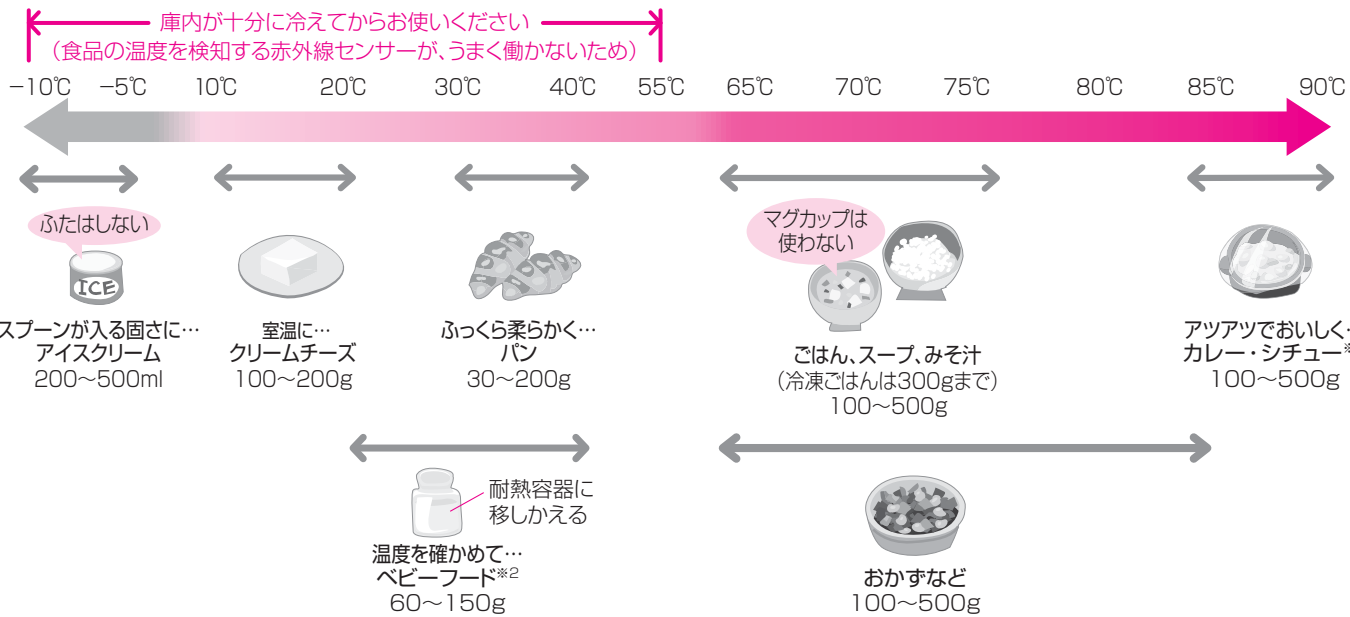 庫内が十分に冷えてからお使いください
（食品の温度を検知する赤外線センサーが、うまく働かないため）
−10℃ −5℃ 10℃ 20℃ 30℃ 40℃ 55℃ 65℃ 70℃ 75℃ 80℃ 85℃ 90℃
ふたはしない
ICE
スプーンが入る固さに…
アイスクリーム
200〜500ml
室温に…
クリームチーズ
100〜200g
ふっくら柔らかく…
パン
30〜200g
マグカップは
使わない
ごはん、スープ、みそ汁
（冷凍ごはんは300gまで）
100〜500g
アツアツでおいしく…
カレー・シチュー※
100〜500g
耐熱容器に
移しかえる
温度を確かめて…
ベビーフード※2
60〜150g
おかずなど
100〜500g